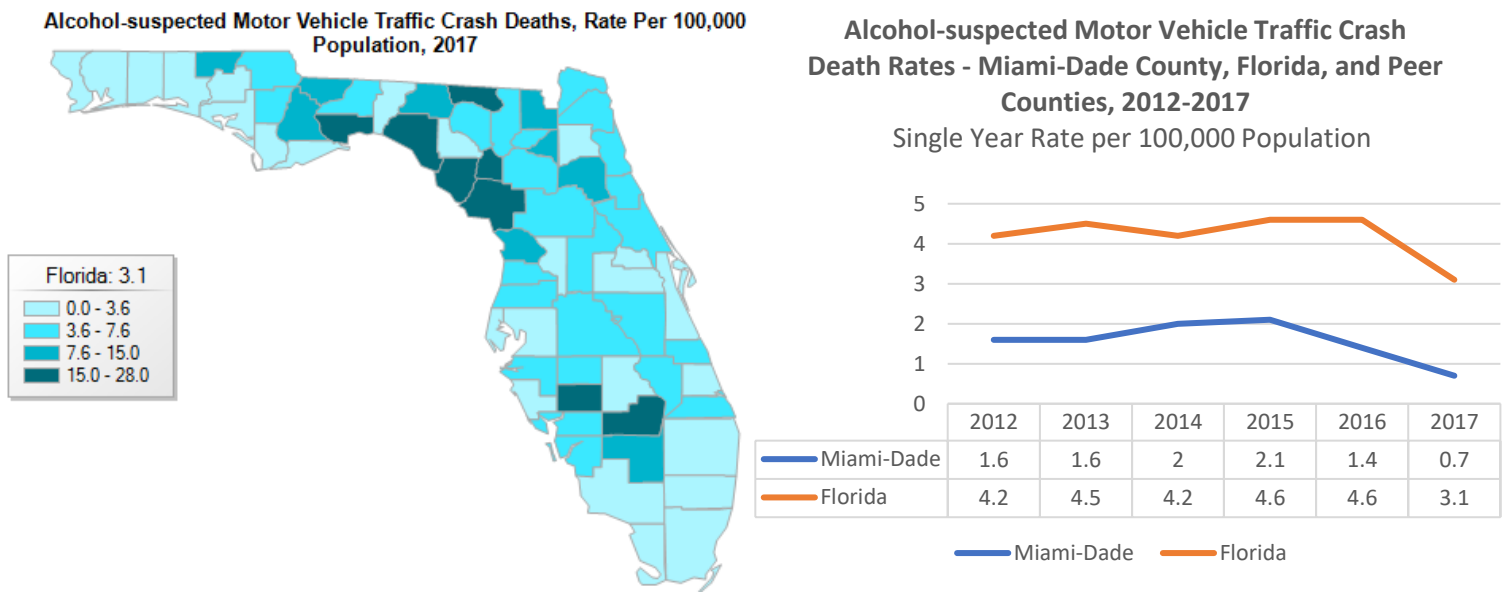 Alcohol-suspected Motor Vehicle Traffic Crash Deaths, Rate Per 100,000
Population, 2017
Florida: 3.1
0.0 - 3.6
3.6 - 7.6
7.6 - 15.0
15.0 - 28.0
Alcohol-suspected Motor Vehicle Traffic Crash
Death Rates - Miami-Dade County, Florida, and Peer
Counties, 2012-2017
Single Year Rate per 100,000 Population
5
4
3
2
1
0
2012 2013 2014 2015 2016 2017
Miami-Dade 1.6 1.6 2 2.1 1.4 0.7
Florida 4.2 4.5 4.2 4.6 4.6 3.1
Miami-Dade Florida